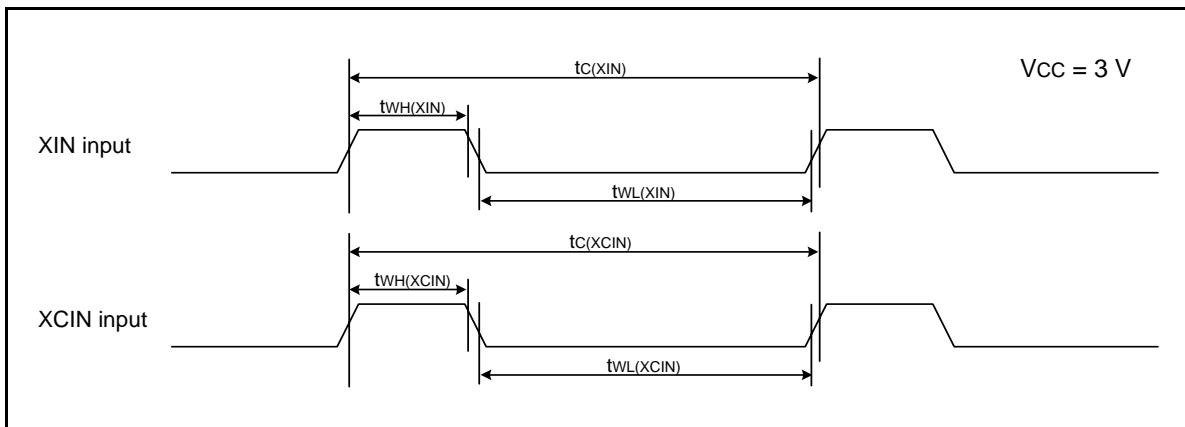 tC(XIN)
VCC = 3 V
tWH(XIN)
XIN input
tWL(XIN)
tC(XCIN)
tWH(XCIN)
XCIN input
tWL(XCIN)